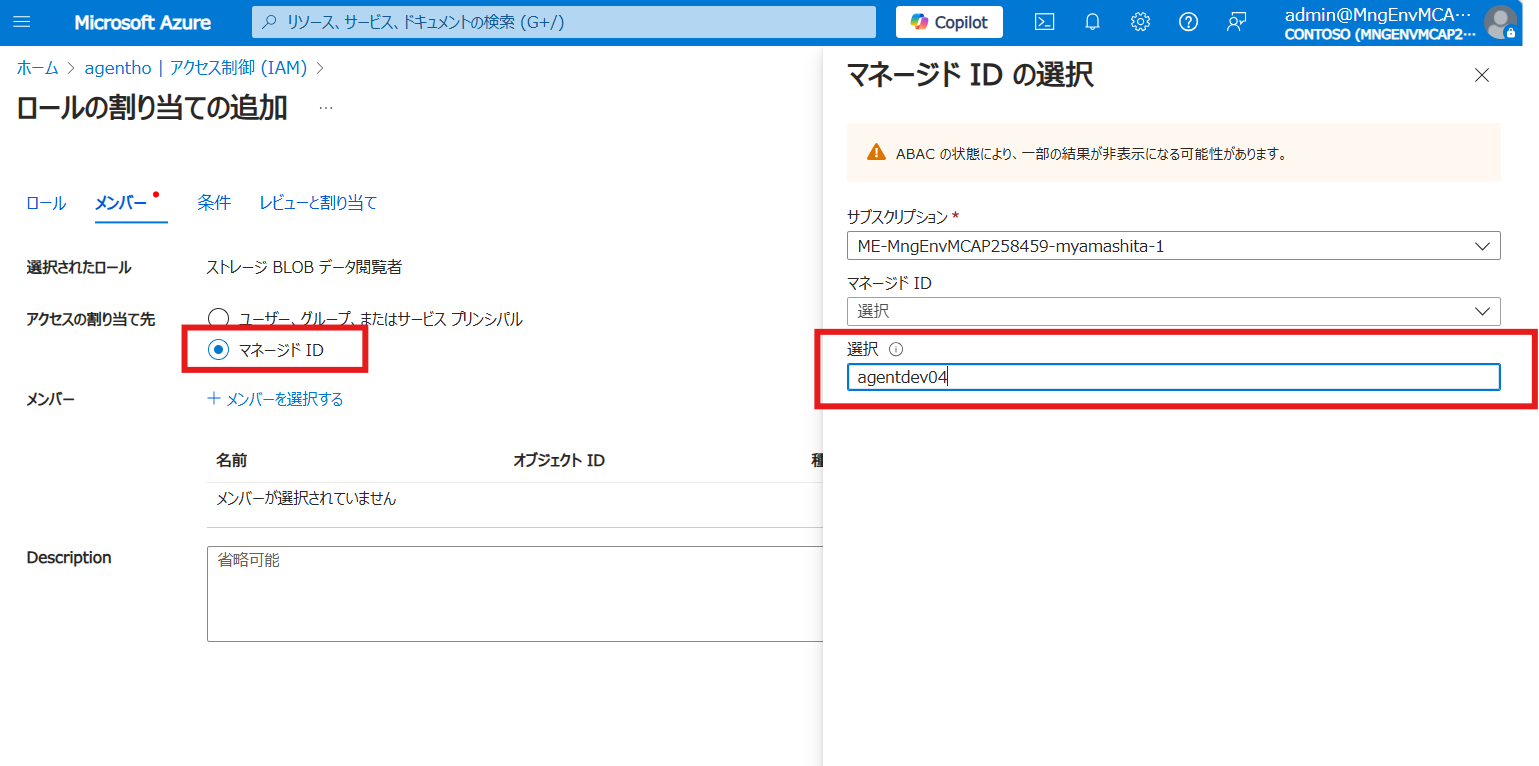 Microsoft Azure
リソース、サービス、ドキュメントの検索 (G+/)
Copilot
admin@MngEnvMCA…
CONTOSO (MNGENVMCAP2…
ホーム > agentho | アクセス制御 (IAM) >
ロールの割り当ての追加 …
ロール メンバー 条件 レビューと割り当て
選択されたロール ストレージ BLOB データ閲覧者
アクセスの割り当て先 ユーザー、グループ、またはサービス プリンシパル
マネージド ID
メンバー + メンバーを選択する
名前 オブジェクト ID 種
メンバーが選択されていません
Description 省略可能
マネージド ID の選択
ABAC の状態により、一部の結果が非表示になる可能性があります。
サブスクリプション *
ME-MngEnvMCAP258459-myamashita-1
マネージド ID
選択
選択
agentdev04